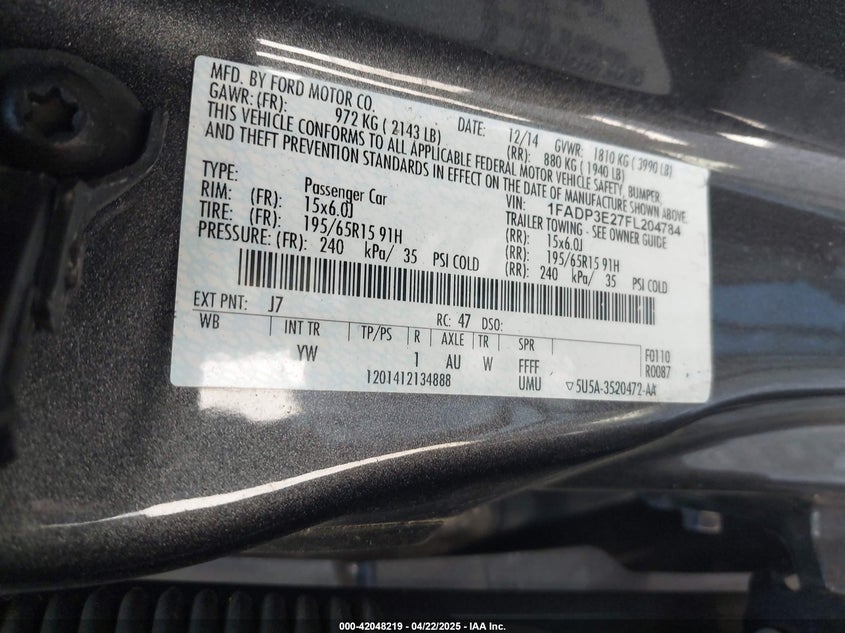 MFD. BY FORD MOTOR CO. DATE: 12/14 GVWR: 1810 KG ( 3990 LB)
GAWR: (FR): 972 KG ( 2143 LB) (RR): 880 KG ( 1940 LB)
THIS VEHICLE CONFORMS TO ALL APPLICABLE FEDERAL MOTOR VEHICLE SAFETY, BUMPER,
AND THEFT PREVENTION STANDARDS IN EFFECT ON THE DATE OF MANUFACTURE SHOWN ABOVE.
VIN: 1FADP3E27FL204784
TYPE: Passenger Car TRAILER TOWING - SEE OWNER GUIDE
RIM: (FR): 15x6.0J (RR): 15x6.0J
TIRE: (FR): 195/65R15 91H (RR): 195/65R15 91H
PRESSURE: (FR): 240 kPa/ 35 PSI COLD (RR): 240 kPa/ 35 PSI COLD
EXT PNT: J7 RC: 47 DSO:
WB INT TR TP/PS R AXLE TR SPR F0110
YW 1 AU W FFFF R0087
1201412134888 UMU ▽5U5A-3520472-AA
000-42048219 - 04/22/2025 - IAA Inc.